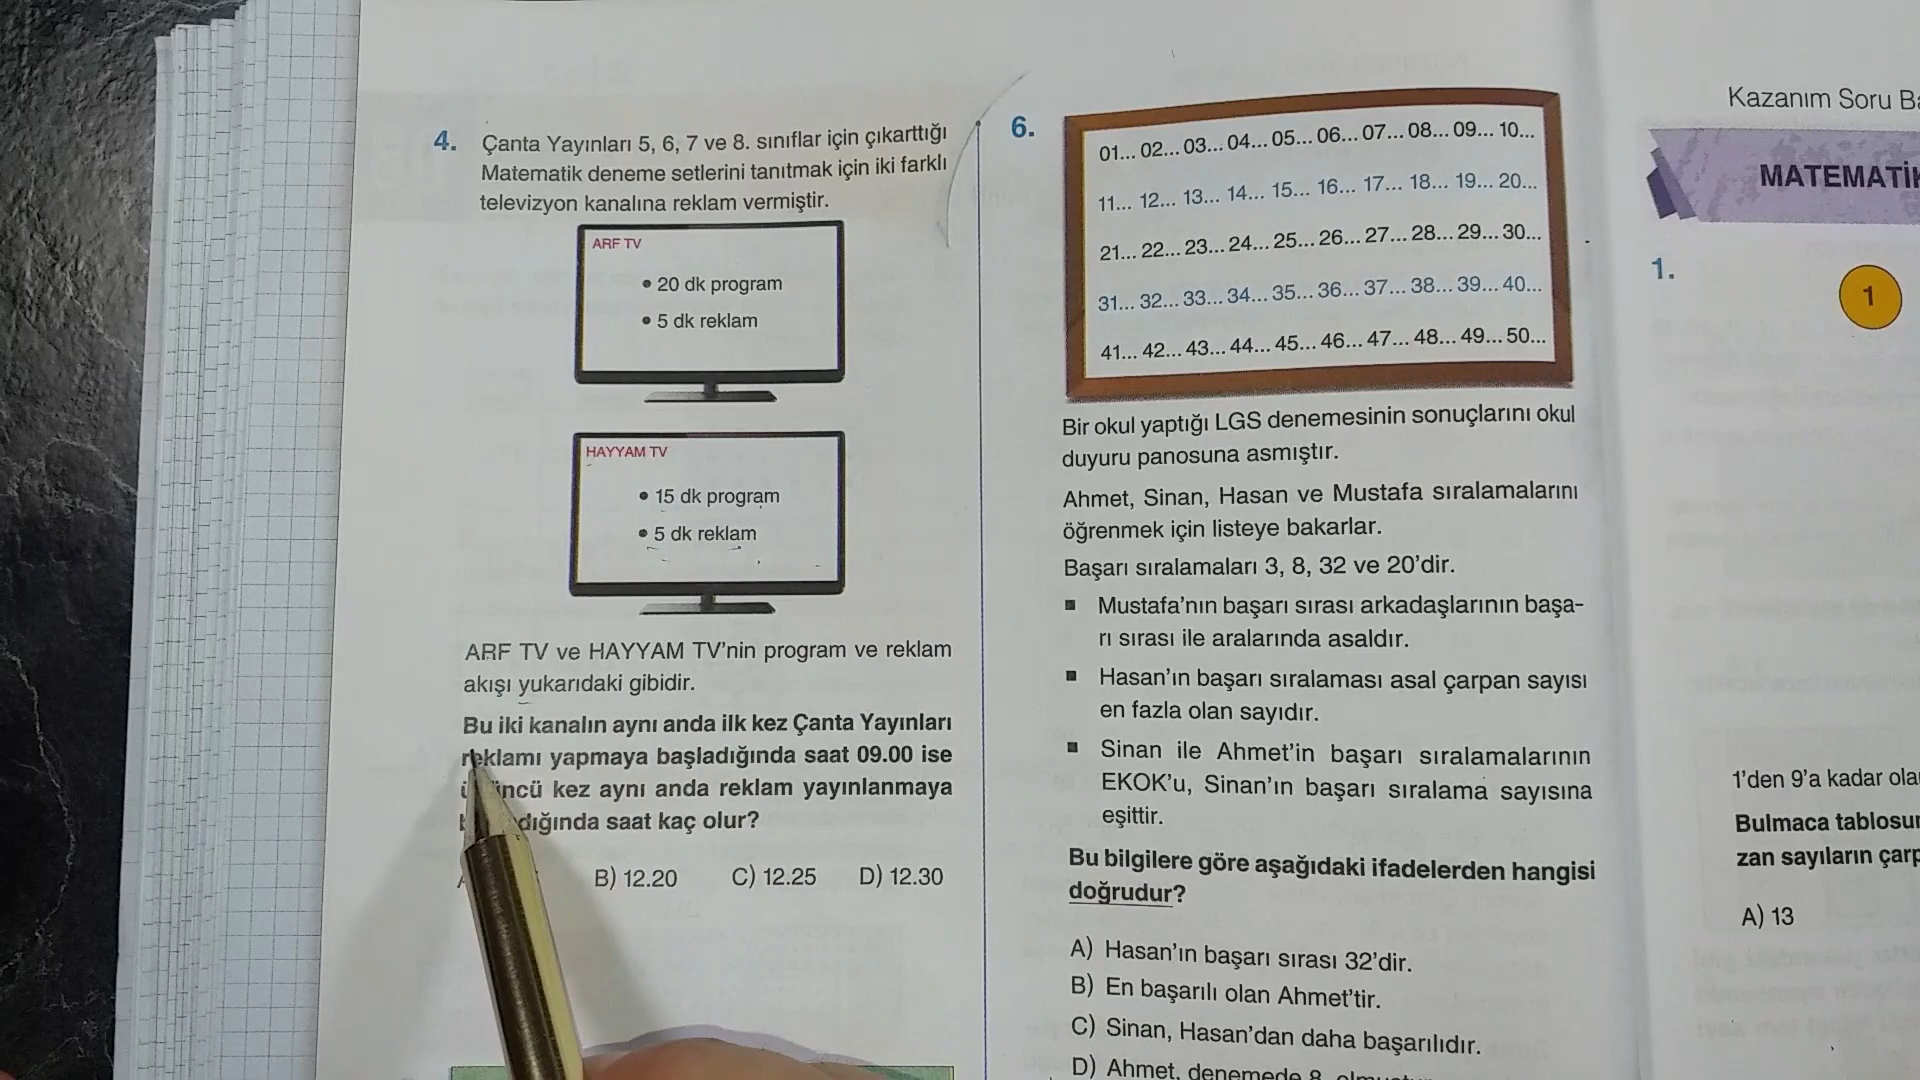 4. Çanta Yayınları 5, 6, 7 ve 8. sınıflar için çıkarttığı
Matematik deneme setlerini tanıtmak için iki farklı
televizyon kanalına reklam vermiştir.
ARF TV
• 20 dk program
• 5 dk reklam
HAYYAM TV
• 15 dk program
• 5 dk reklam
ARF TV ve HAYYAM TV'nin program ve reklam
akışı yukarıdaki gibidir.
Bu iki kanalın aynı anda ilk kez Çanta Yayınları
reklamı yapmaya başladığında saat 09.00 ise
kez aynı anda reklam yayınlanmaya
saat kaç olur?
B) 12.20 C) 12.25 D) 12.30
6.
01... 02... 03... 04... 05... 06... 07... 08... 09... 10...
11... 12... 13... 14... 15... 16... 17... 18... 19... 20...
21... 22... 23... 24... 25... 26... 27... 28... 29... 30...
31... 32... 33... 34... 35... 36... 37... 38... 39... 40...
41... 42... 43... 44... 45... 46... 47... 48... 49... 50...
Bir okul yaptığı LGS denemesinin sonuçlarını okul
duyuru panosuna asmıştır.
Ahmet, Sinan, Hasan ve Mustafa sıralamalarını
öğrenmek için listeye bakarlar.
Başarı sıralamaları 3, 8, 32 ve 20'dir.
▪ Mustafa'nın başarı sırası arkadaşlarının başa-
rı sırası ile aralarında asaldır.
▪ Hasan'ın başarı sıralaması asal çarpan sayısı
en fazla olan sayıdır.
▪ Sinan ile Ahmet'in başarı sıralamalarının
EKOK'u, Sinan'ın başarı sıralama sayısına
eşittir.
Bu bilgilere göre aşağıdaki ifadelerden hangisi
doğrudur?
A) Hasan'ın başarı sırası 32'dir.
B) En başarılı olan Ahmet'tir.
C) Sinan, Hasan'dan daha başarılıdır.
D) Ahmet, denemede 8.
Kazanım Soru
MATEMATİK
1.
1
1'den 9'a kadar
Bulmaca
zan sayıların
A) 13